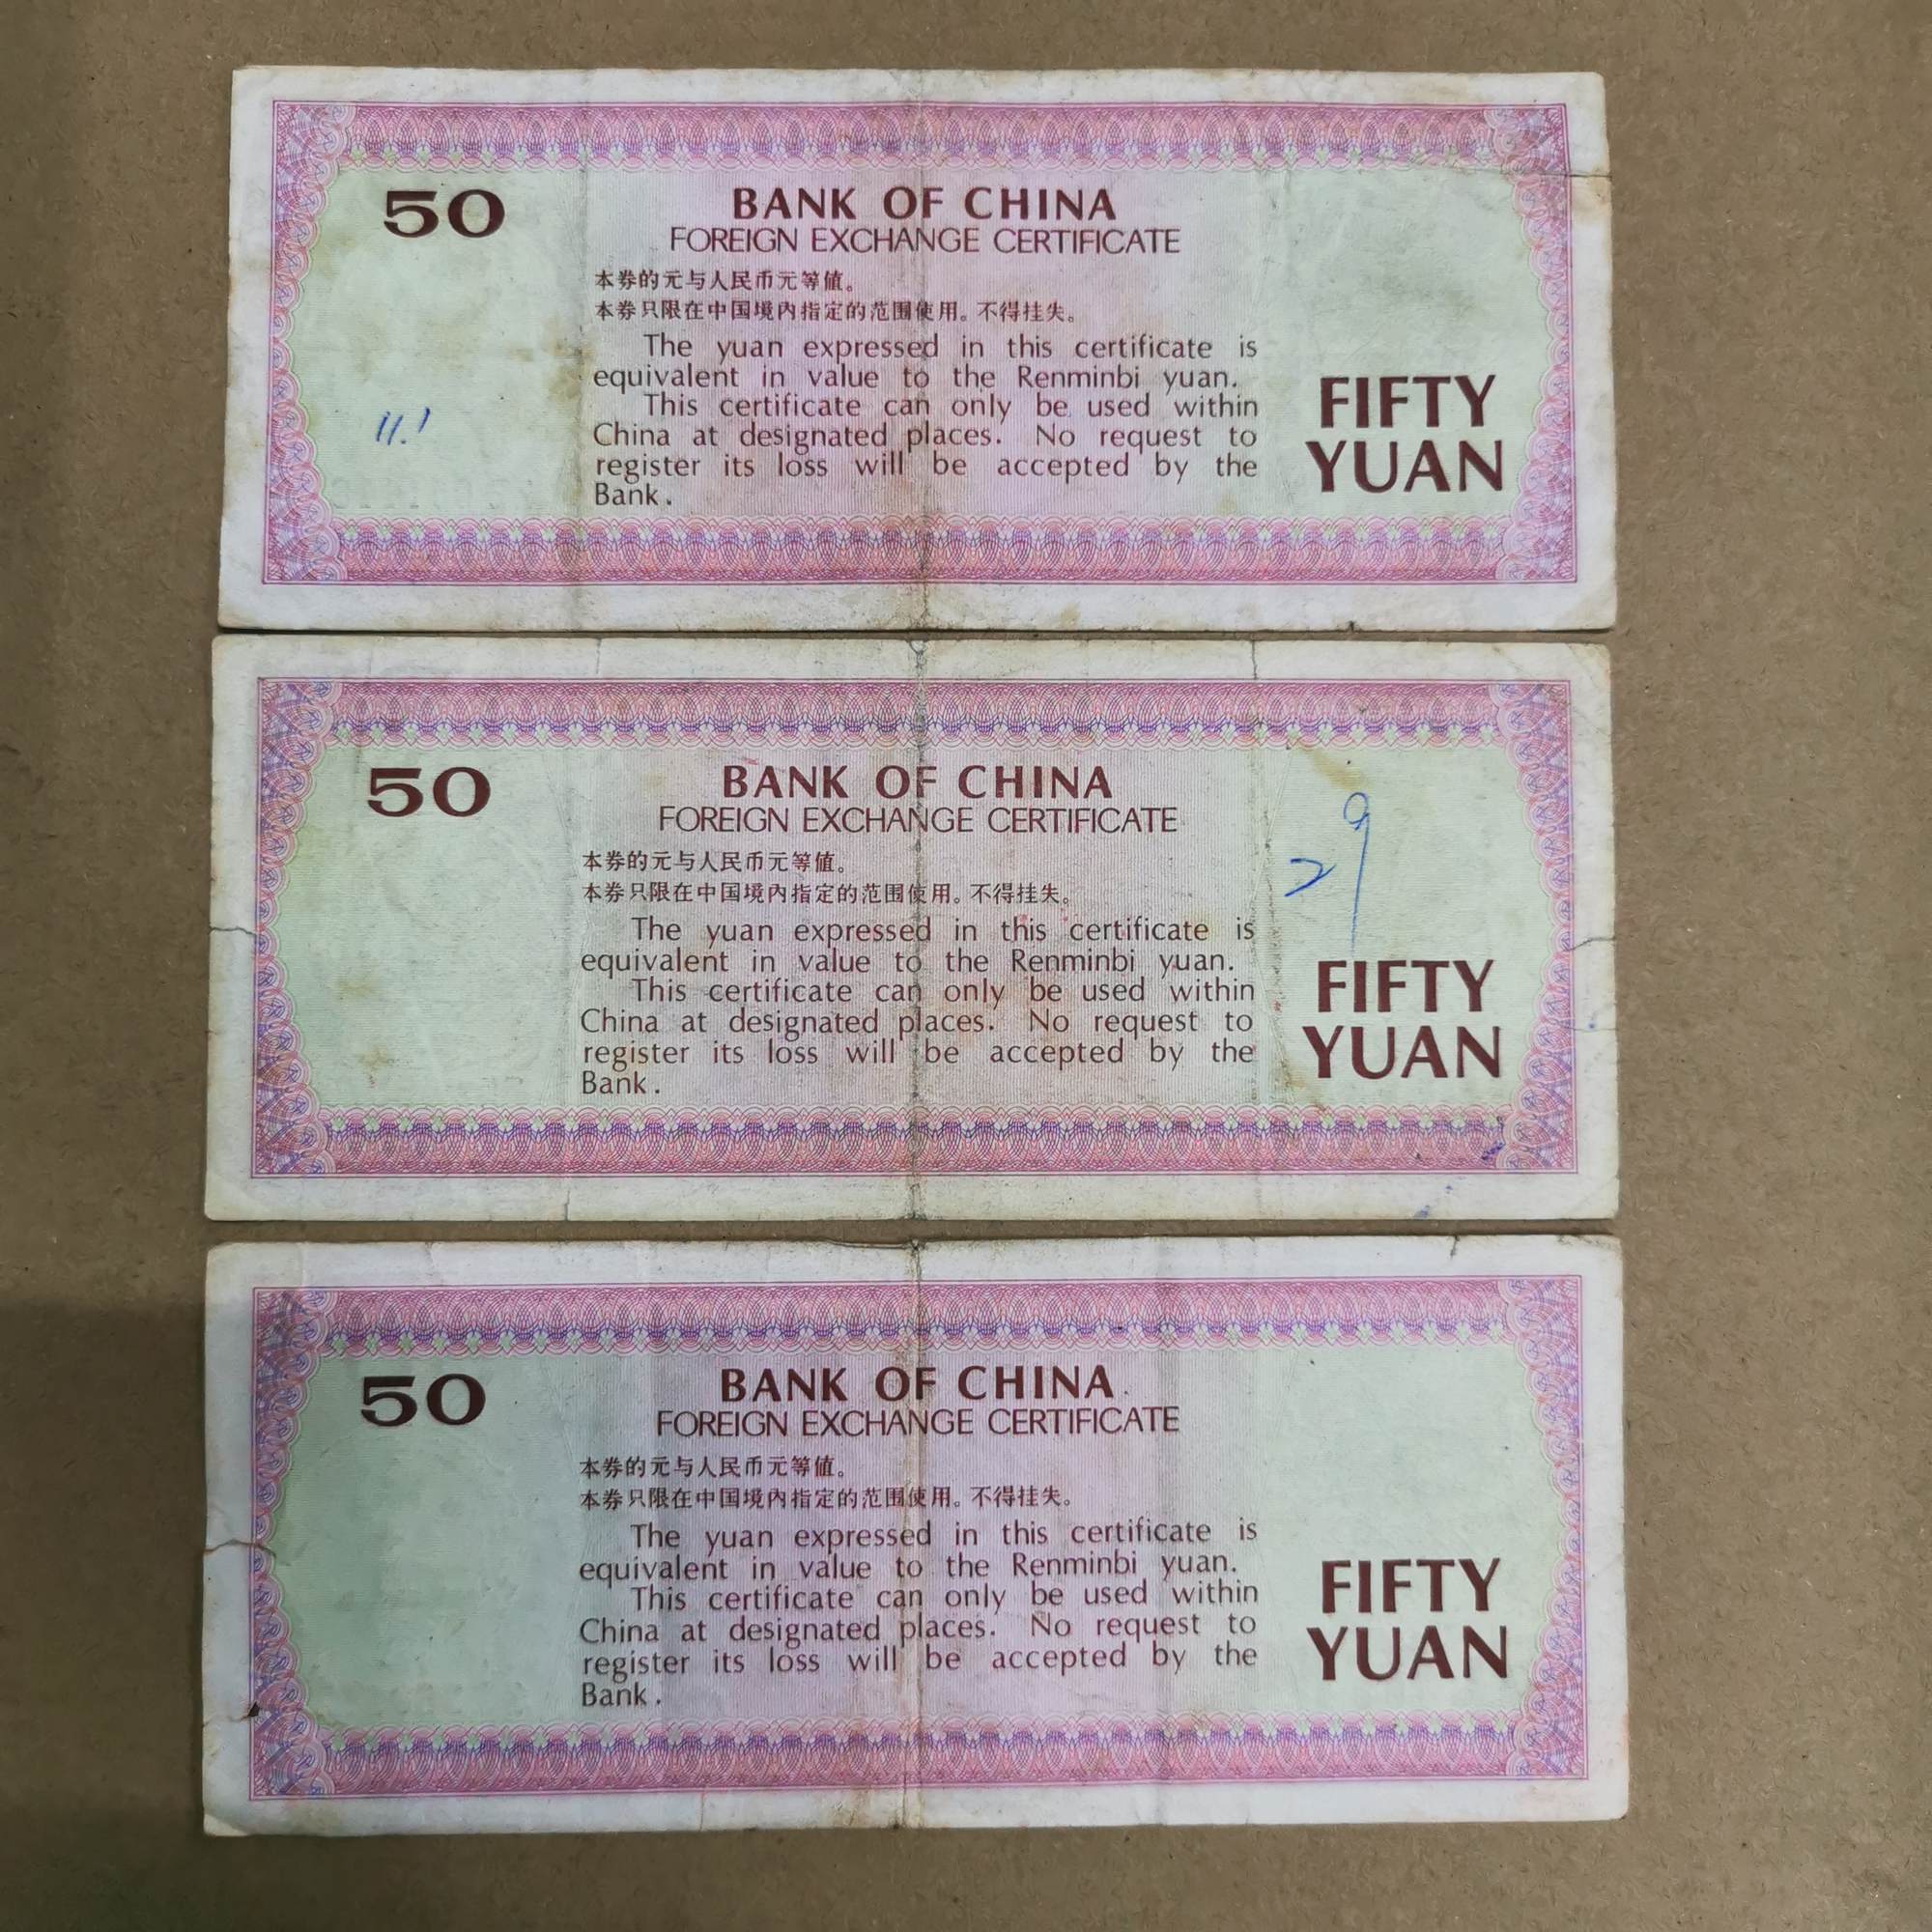 50
BANK OF CHINA
FOREIGN EXCHANGE CERTIFICATE
本券的元与人民币元等值。
本券只限在中国境内指定的范围使用。不得挂失。
The yuan expressed in this certificate is
equivalent in value to the Renminbi yuan.
This certificate can only be used within
China at designated places. No request to
register its loss will be accepted by the
Bank.
11.1
FIFTY
YUAN
50
BANK OF CHINA
FOREIGN EXCHANGE CERTIFICATE
本券的元与人民币元等值。
本券只限在中国境内指定的范围使用。不得挂失。
The yuan expressed in this certificate is
equivalent in value to the Renminbi yuan.
This certificate can only be used within
China at designated places. No request to
register its loss will be accepted by the
Bank.
29
FIFTY
YUAN
50
BANK OF CHINA
FOREIGN EXCHANGE CERTIFICATE
本券的元与人民币元等值。
本券只限在中国境内指定的范围使用。不得挂失。
The yuan expressed in this certificate is
equivalent in value to the Renminbi yuan.
This certificate can only be used within
China at designated places. No request to
register its loss will be accepted by the
Bank.
FIFTY
YUAN